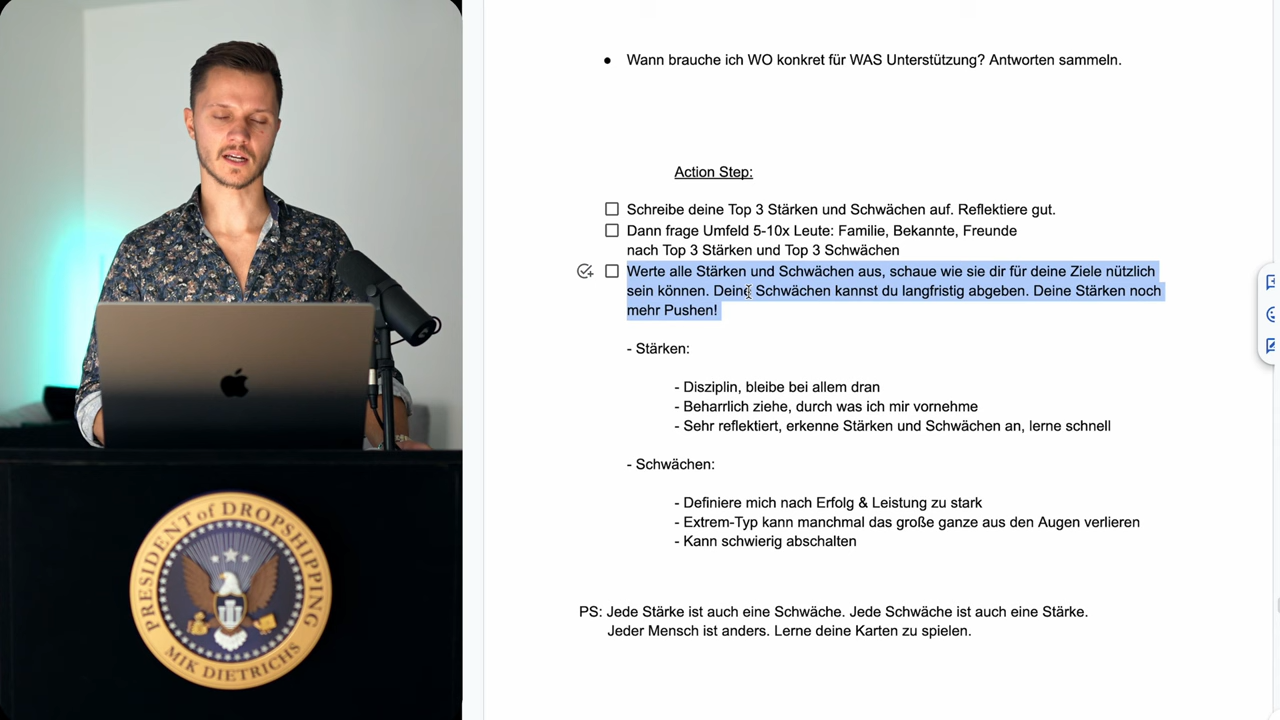 ● Wann brauche ich WO konkret für WAS Unterstützung? Antworten sammeln.
Action Step:
Schreibe deine Top 3 Stärken und Schwächen auf. Reflektiere gut.
Dann frage Umfeld 5-10x Leute: Familie, Bekannte, Freunde
nach Top 3 Stärken und Top 3 Schwächen
Werte alle Stärken und Schwächen aus, schaue wie sie dir für deine Ziele nützlich
sein können. Deine Schwächen kannst du langfristig abgeben. Deine Stärken noch
mehr Pushen!
- Stärken:
- Disziplin, bleibe bei allem dran
- Beharrlich ziehe, durch was ich mir vornehme
- Sehr reflektiert, erkenne Stärken und Schwächen an, lerne schnell
- Schwächen:
- Definiere mich nach Erfolg & Leistung zu stark
- Extrem-Typ kann manchmal das große ganze aus den Augen verlieren
- Kann schwierig abschalten
PS: Jede Stärke ist auch eine Schwäche. Jede Schwäche ist auch eine Stärke.
Jeder Mensch ist anders. Lerne deine Karten zu spielen.
PRESIDENT of DROPSHIPPING
MIK DIETRICHS